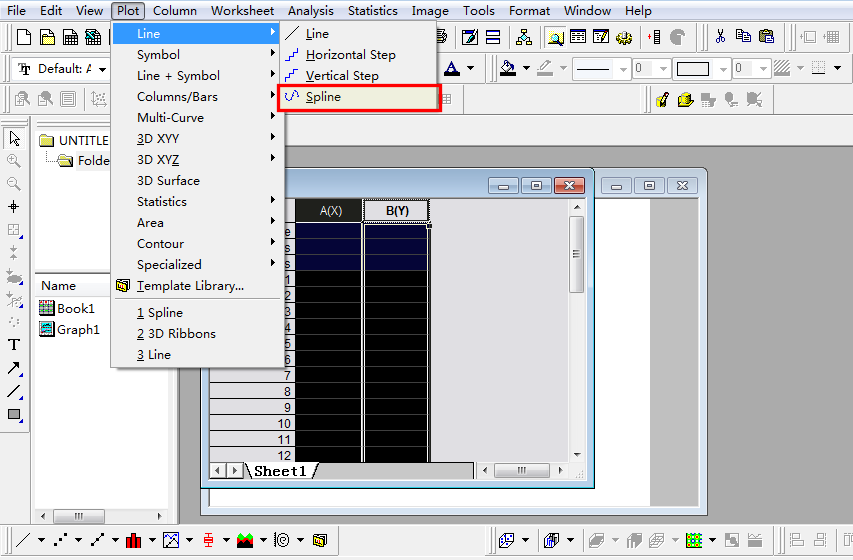 File Edit View Plot Column Worksheet Analysis Statistics Image Tools Format Window Help
Line
Symbol
Line + Symbol
Columns/Bars
Multi-Curve
3D XYY
3D XYZ
3D Surface
Statistics
Area
Contour
Specialized
Template Library...
1 Spline
2 3D Ribbons
3 Line
Line
Horizontal Step
Vertical Step
Spline
Default: A
0
0
UNTITLE
Folde
Name
Book1
Graph1
A(X) B(Y)
e
s
s
1
2
3
4
5
6
7
8
9
10
11
12
Sheet1